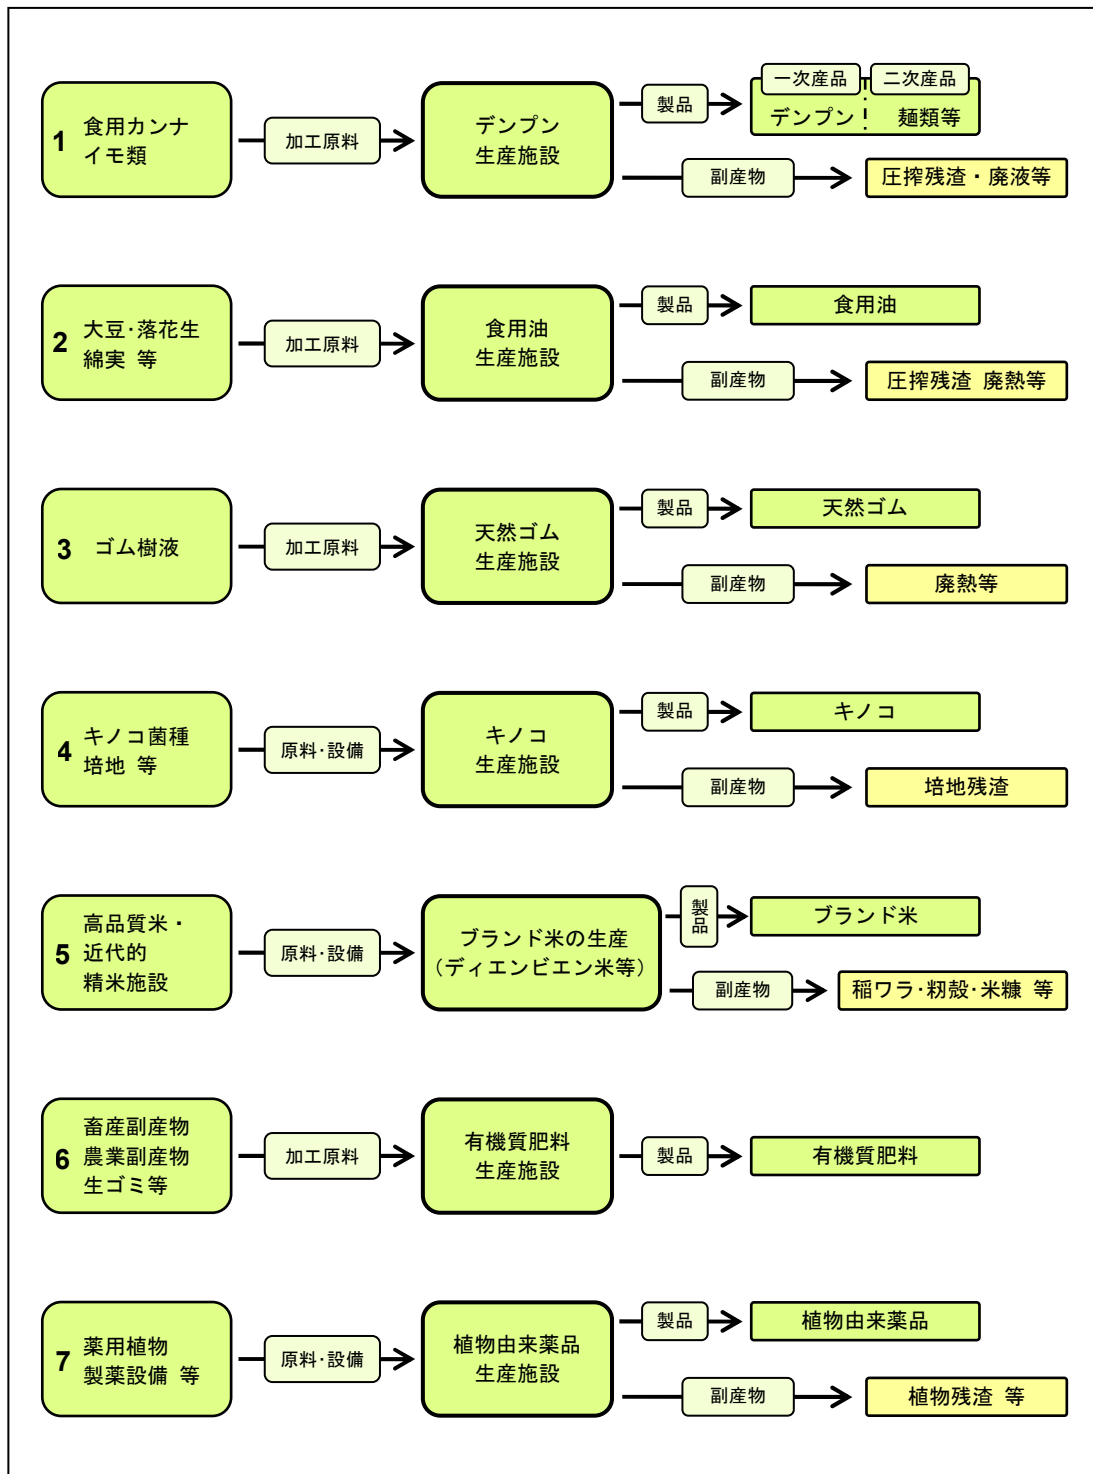 1
食用カンナ
イモ類
加工原料
デンプン
生産施設
製品
一次産品
二次産品
デンプン
麺類等
副産物
圧搾残渣・廃液等
2
大豆･落花生
綿実 等
加工原料
食用油
生産施設
製品
食用油
副産物
圧搾残渣 廃熱等
3
ゴム樹液
加工原料
天然ゴム
生産施設
製品
天然ゴム
副産物
廃熱等
4
キノコ菌種
培地 等
原料･設備
キノコ
生産施設
製品
キノコ
副産物
培地残渣
5
高品質米・
近代的
精米施設
原料･設備
ブランド米の生産
（ディエンビエン米等）
製品
ブランド米
副産物
稲ワラ･籾殻･米糠 等
6
畜産副産物
農業副産物
生ゴミ等
加工原料
有機質肥料
生産施設
製品
有機質肥料
7
薬用植物
製薬設備 等
原料･設備
植物由来薬品
生産施設
製品
植物由来薬品
副産物
植物残渣 等